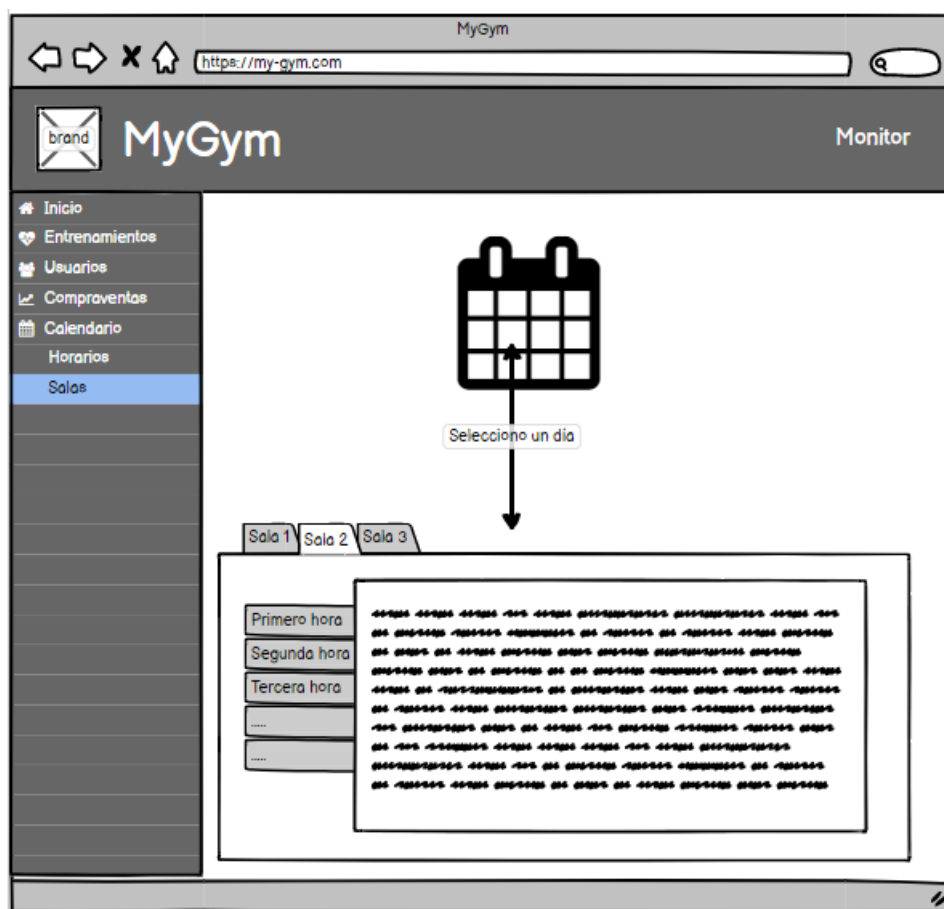 MyGym
https://my-gym.com
brand
MyGym
Monitor
Inicio
Entrenamientos
Usuarios
Compraventas
Calendario
Horarios
Salas
Selecciono un día
Sala 1
Sala 2
Sala 3
Primero hora
Segunda hora
Tercera hora
.....
.....